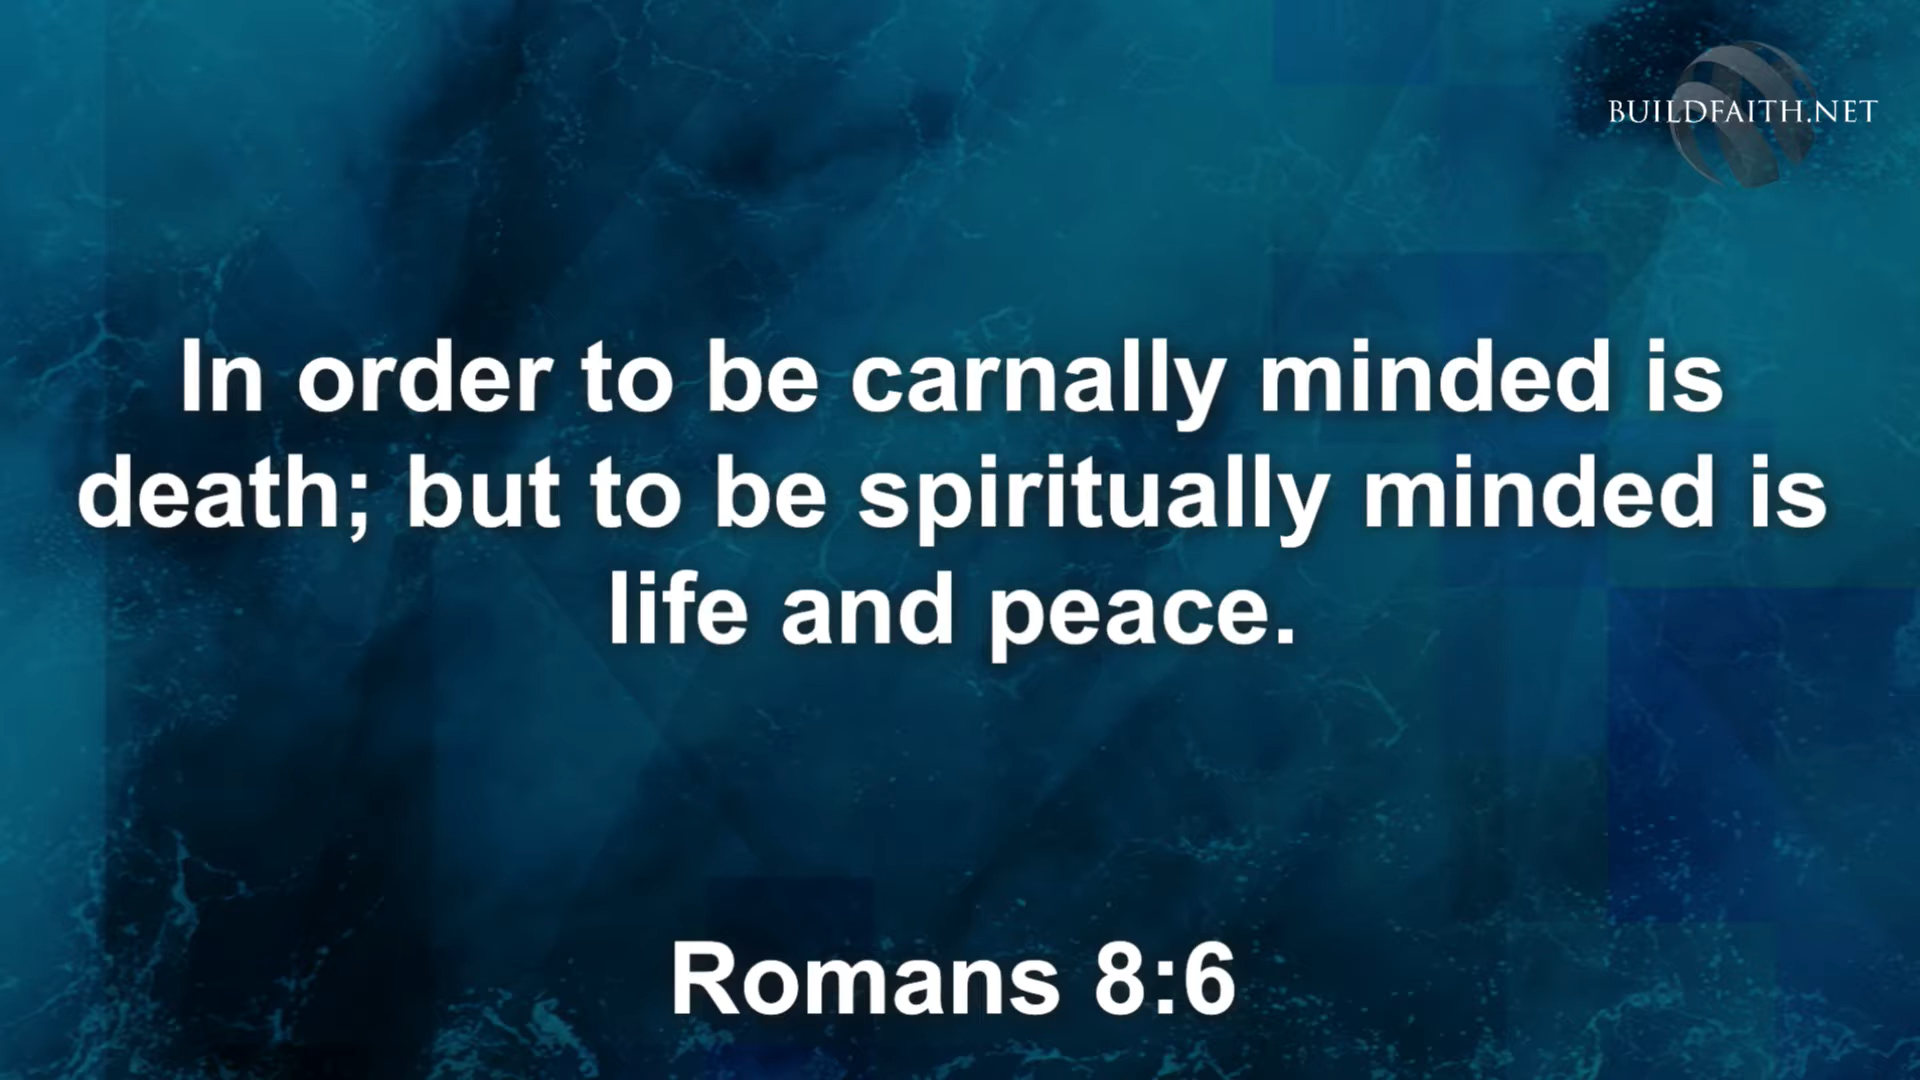 BUILDFAITH.NET
In order to be carnally minded is
death; but to be spiritually minded is
life and peace.
Romans 8:6